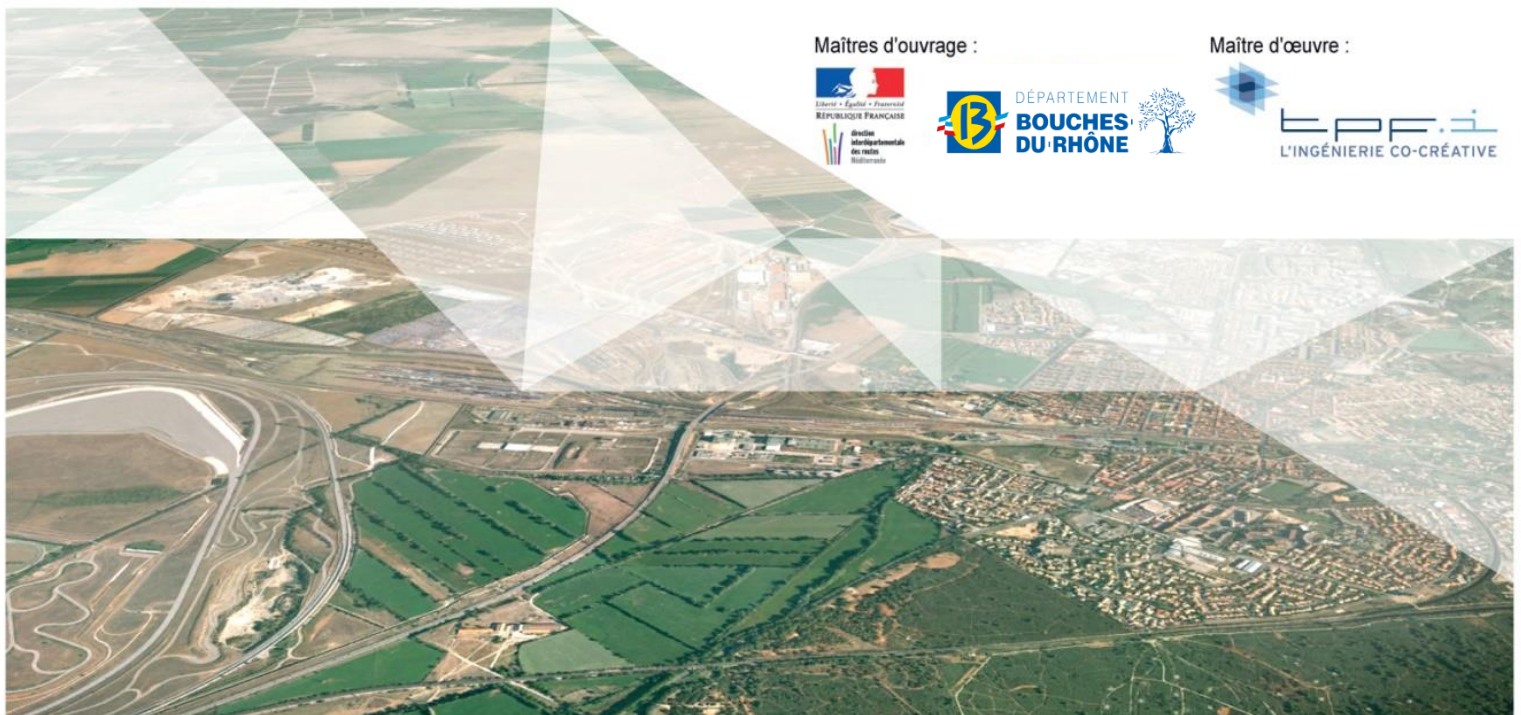 Maîtres d'ouvrage :
Maître d'œuvre :
Liberté • Égalité • Fraternité
RÉPUBLIQUE FRANÇAISE
direction
interdépartementale
des routes
Méditerranée
13
DÉPARTEMENT
BOUCHES
DU RHÔNE
tpf.i
L'INGÉNIERIE CO-CRÉATIVE